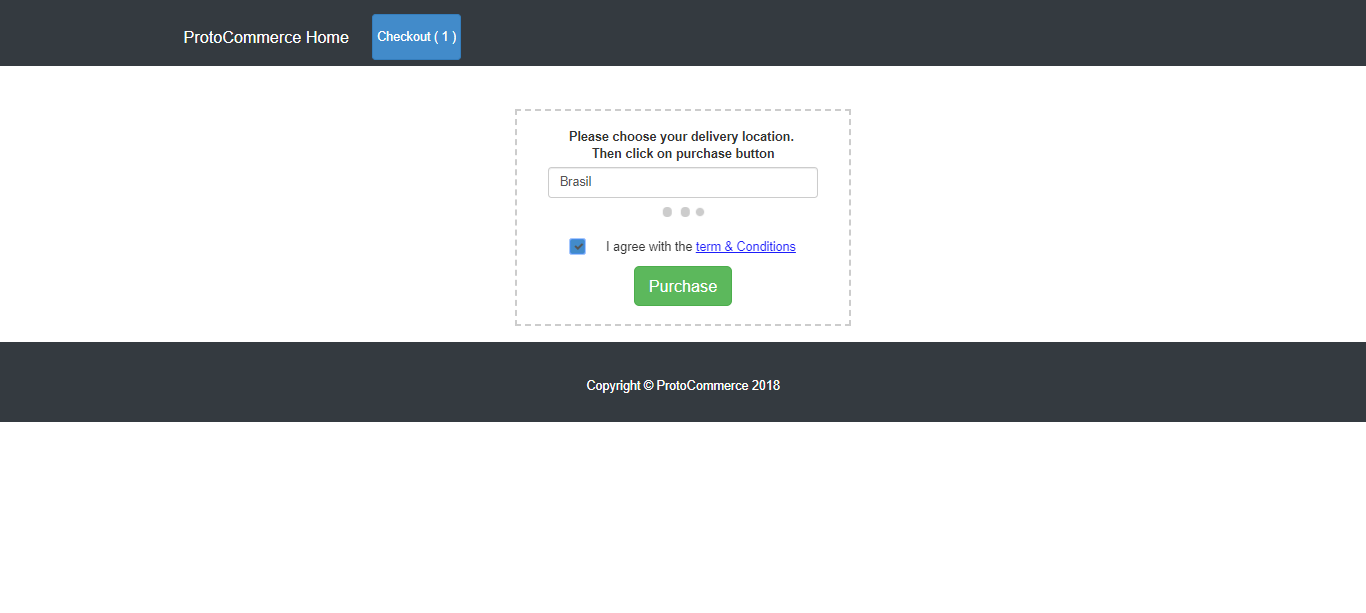 ProtoCommerce Home
Checkout ( 1 )
Please choose your delivery location.
Then click on purchase button
Brasil
I agree with the term & Conditions
Purchase
Copyright © ProtoCommerce 2018